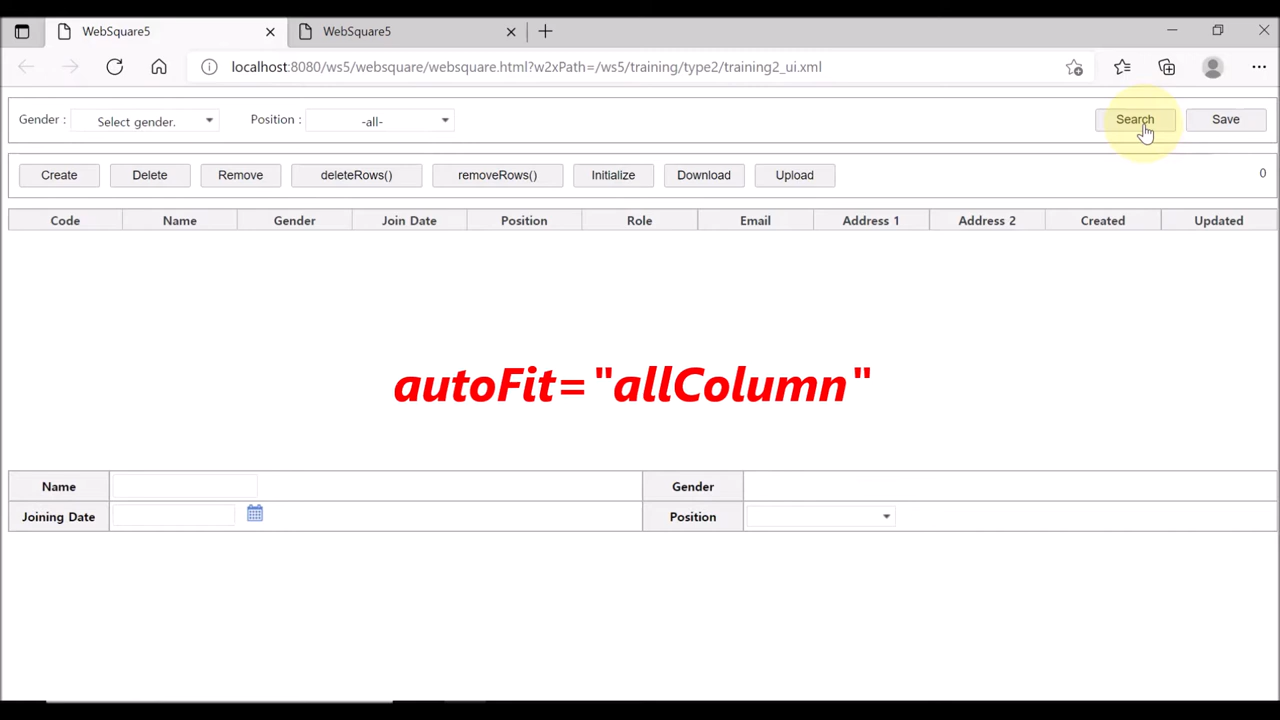 WebSquare5
WebSquare5
localhost:8080/ws5/websquare/websquare.html?w2xPath=/ws5/training/type2/training2_ui.xml
Gender : Select gender. Position : -all- Search Save
Create Delete Remove deleteRows() removeRows() Initialize Download Upload 0
Code Name Gender Join Date Position Role Email Address 1 Address 2 Created Updated
autoFit="allColumn"
Name Gender
Joining Date Position